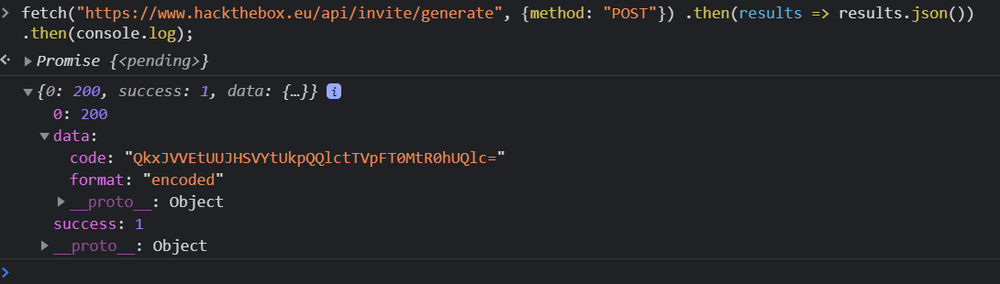 > fetch("https://www.hackthebox.eu/api/invite/generate", {method: "POST"}) .then(results => results.json())
.then(console.log);
Promise {<pending>}
{0: 200, success: 1, data: {…}} i
0: 200
data:
code: "QkxJVVEtUUJHSVYtUkpQQlctTVpFT0MtR0hUQlc="
format: "encoded"
__proto__: Object
success: 1
__proto__: Object
>